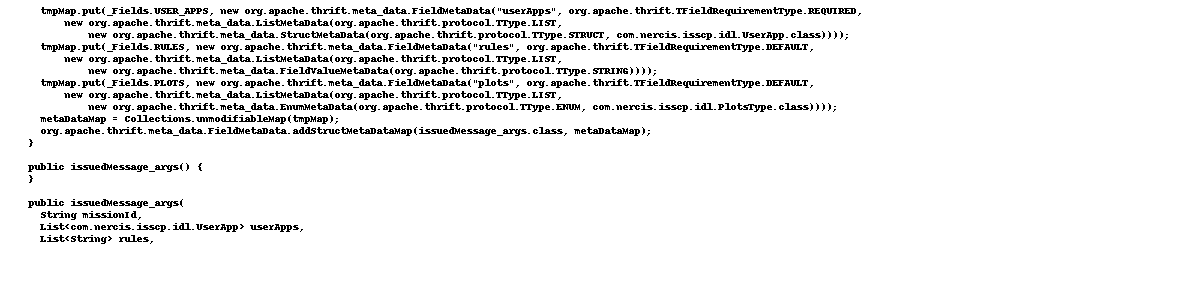 tmpMap.put(_Fields.USER_APPS, new org.apache.thrift.meta_data.FieldMetaData("userApps", org.apache.thrift.TFieldRequirementType.REQUIRED,
new org.apache.thrift.meta_data.ListMetaData(org.apache.thrift.protocol.TType.LIST,
new org.apache.thrift.meta_data.StructMetaData(org.apache.thrift.protocol.TType.STRUCT, com.nercis.isscp.idl.UserApp.class))));
tmpMap.put(_Fields.RULES, new org.apache.thrift.meta_data.FieldMetaData("rules", org.apache.thrift.TFieldRequirementType.DEFAULT,
new org.apache.thrift.meta_data.ListMetaData(org.apache.thrift.protocol.TType.LIST,
new org.apache.thrift.meta_data.FieldValueMetaData(org.apache.thrift.protocol.TType.STRING))));
tmpMap.put(_Fields.PLOTS, new org.apache.thrift.meta_data.FieldMetaData("plots", org.apache.thrift.TFieldRequirementType.DEFAULT,
new org.apache.thrift.meta_data.ListMetaData(org.apache.thrift.protocol.TType.LIST,
new org.apache.thrift.meta_data.EnumMetaData(org.apache.thrift.protocol.TType.ENUM, com.nercis.isscp.idl.PlotsType.class))));
metaDataMap = Collections.unmodifiableMap(tmpMap);
org.apache.thrift.meta_data.FieldMetaData.addStructMetaDataMap(issuedMessage_args.class, metaDataMap);
}
public issuedMessage_args() {
}
public issuedMessage_args(
String missionId,
List<com.nercis.isscp.idl.UserApp> userApps,
List<String> rules,